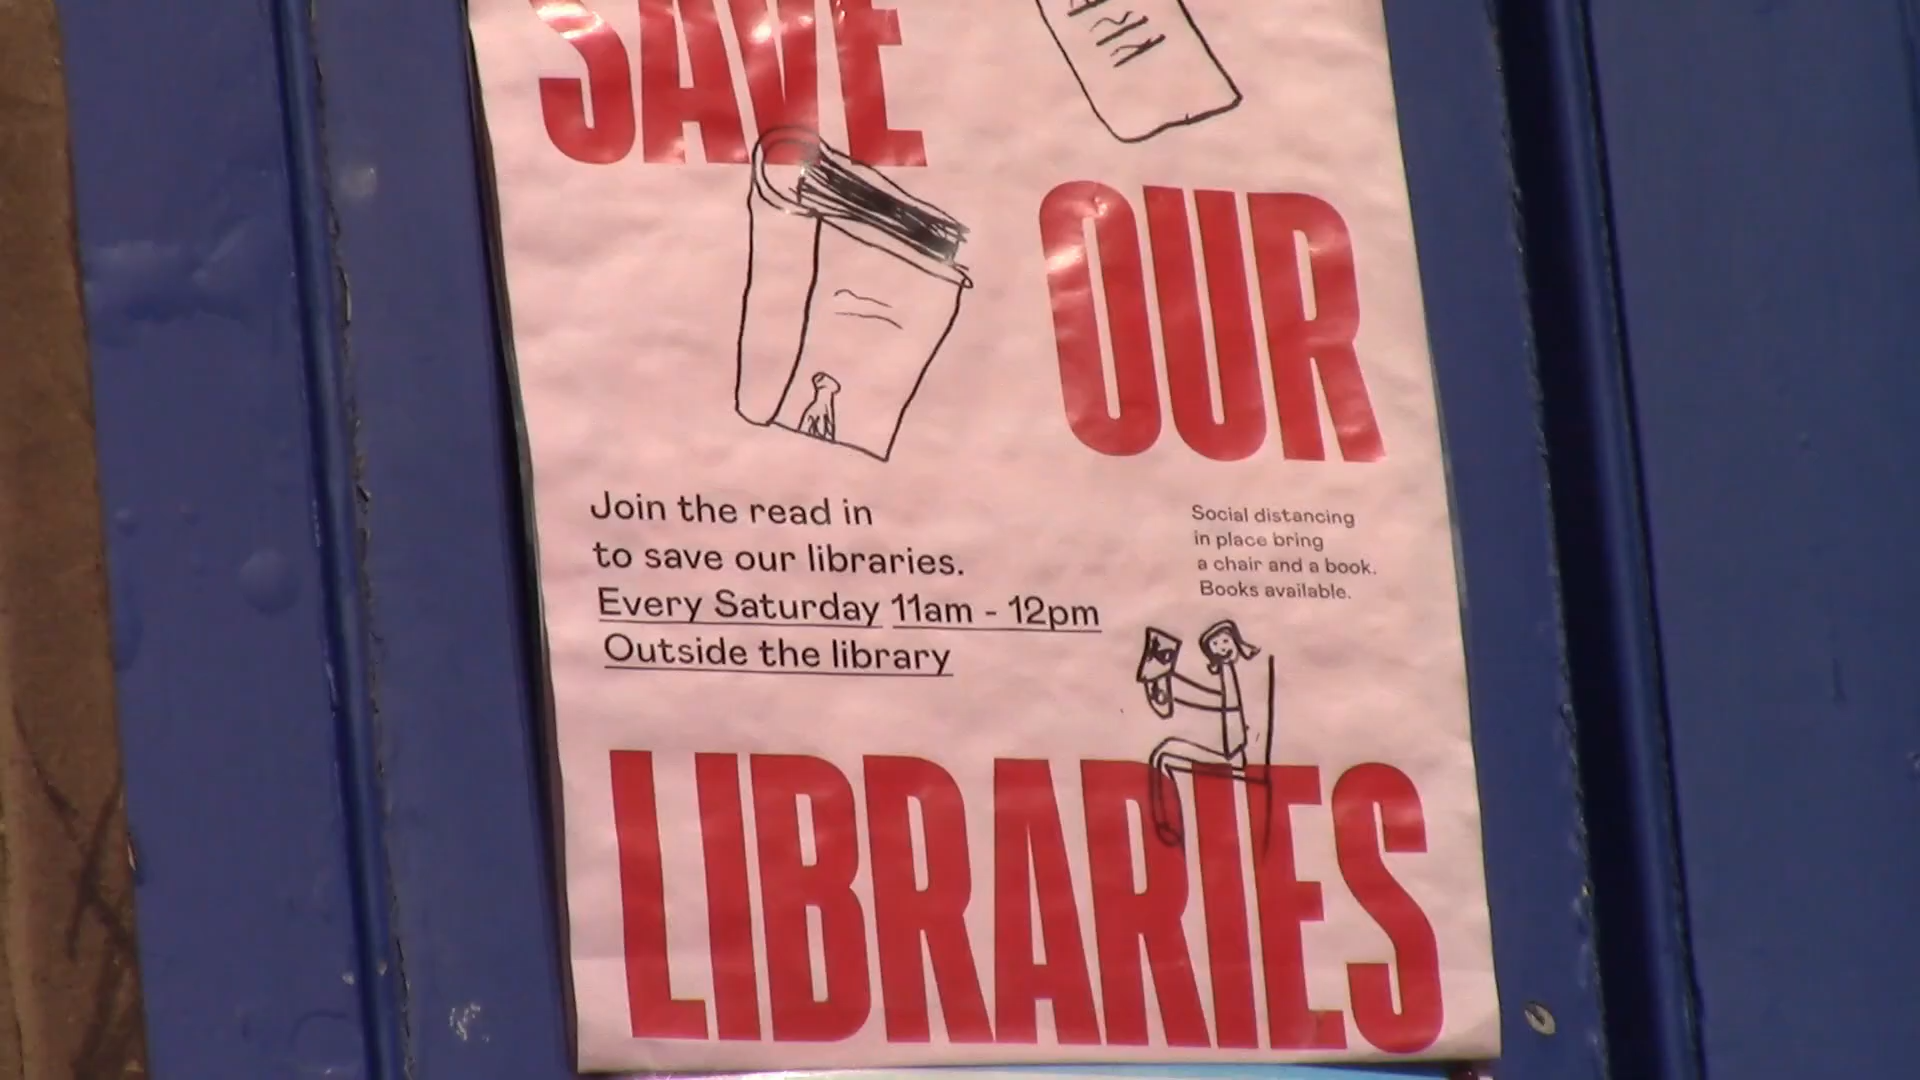 SAVE
OUR
Join the read in
to save our libraries.
Every Saturday 11am - 12pm
Outside the library
Social distancing
in place bring
a chair and a book.
Books available.
LIBRARIES